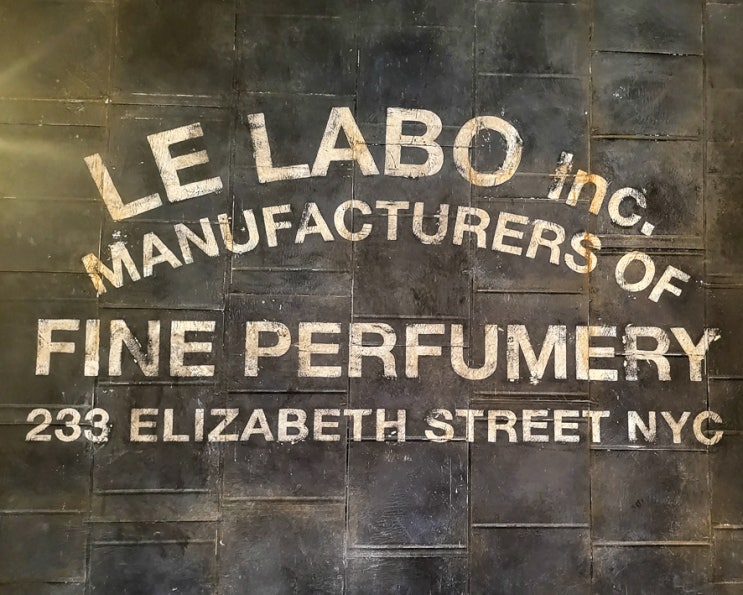 LE LABO Inc.
MANUFACTURERS OF
FINE PERFUMERY
233 ELIZABETH STREET NYC